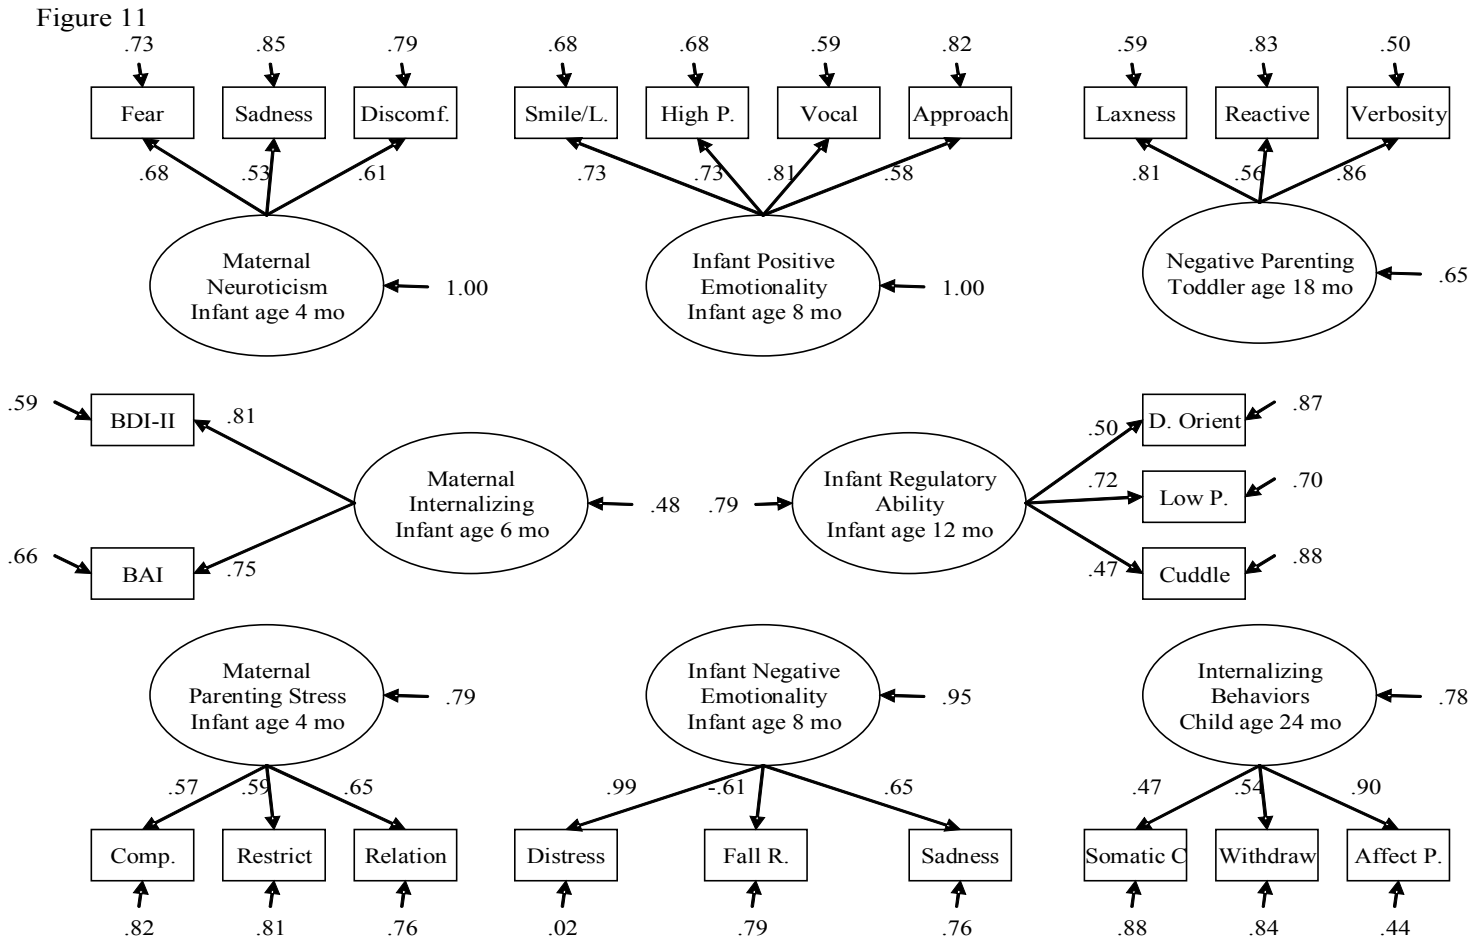 Figure 11
.73 .85 .79 .68 .68 .59 .82 .59 .83 .50
Fear Sadness Discomf. Smile/L. High P. Vocal Approach Laxness Reactive Verbosity
.68 .53 .61 .73 .73 .81 .58 .81 .56 .86
Maternal
Neuroticism
Infant age 4 mo
1.00
Infant Positive
Emotionality
Infant age 8 mo
1.00
Negative Parenting
Toddler age 18 mo
.65
.59
BDI-II
.81
.66
BAI
.75
Maternal
Internalizing
Infant age 6 mo
.48
.79
Infant Regulatory
Ability
Infant age 12 mo
.50
D. Orient
.87
.72
Low P.
.70
.47
Cuddle
.88
Maternal
Parenting Stress
Infant age 4 mo
.79
Infant Negative
Emotionality
Infant age 8 mo
.95
Internalizing
Behaviors
Child age 24 mo
.78
.57 .59 .65 .99 -.61 .65 .47 .54 .90
Comp. Restrict Relation Distress Fall R. Sadness Somatic C Withdraw Affect P.
.82 .81 .76 .02 .79 .76 .88 .84 .44